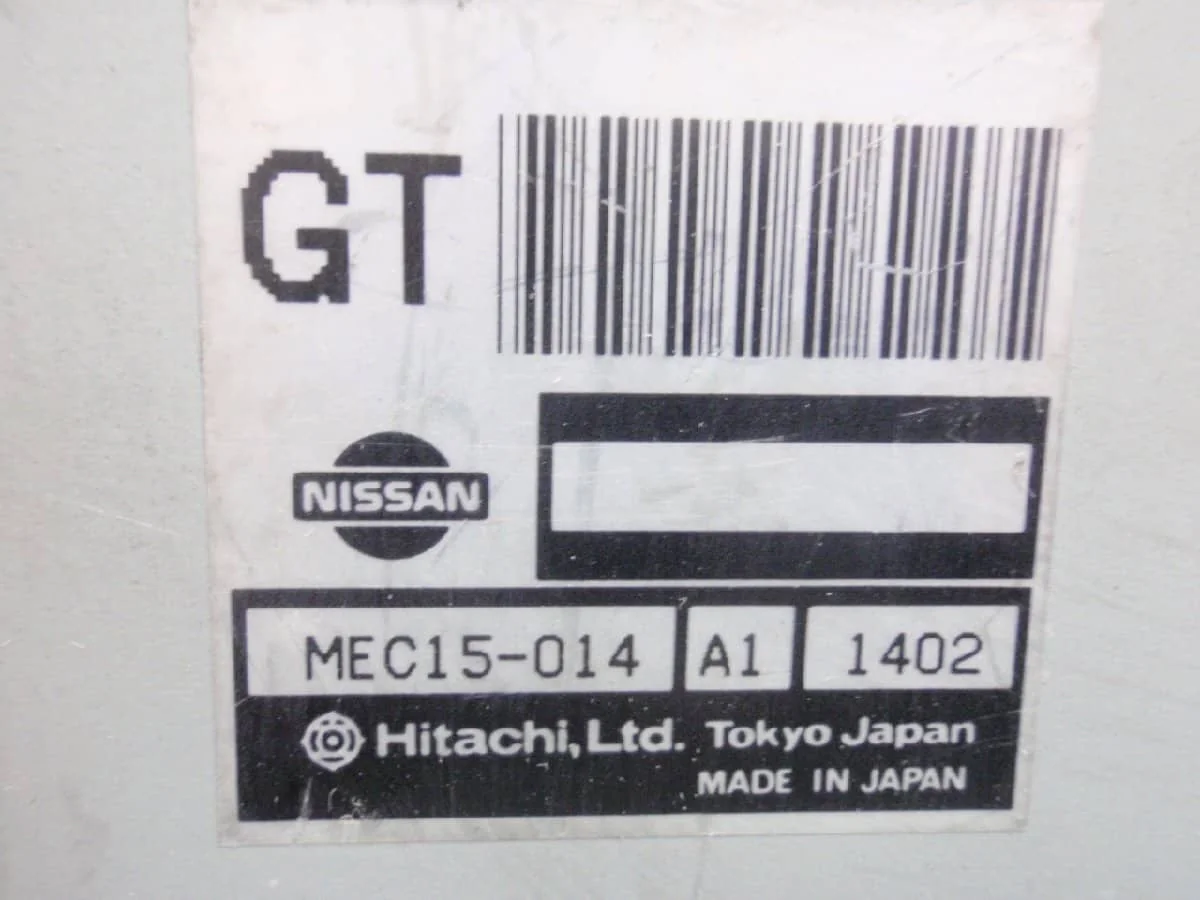 GT
NISSAN
MEC15-014 A1 1402
Hitachi, Ltd. Tokyo Japan
MADE IN JAPAN